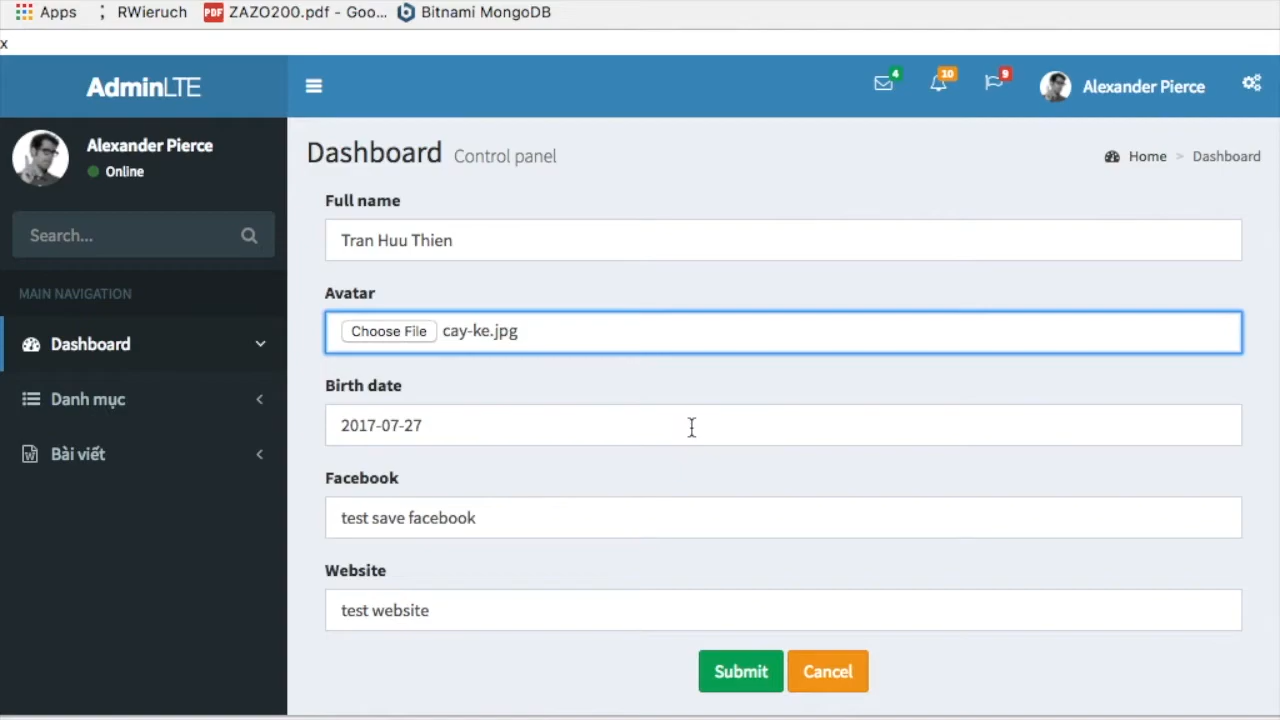 Apps RWieruch PDF ZAZO200.pdf - Goo... Bitnami MongoDB
x
AdminLTE 4 10 9 Alexander Pierce
Alexander Pierce
Online
Search...
MAIN NAVIGATION
Dashboard
Danh mục
Bài viết
Dashboard Control panel Home > Dashboard
Full name
Tran Huu Thien
Avatar
Choose File cay-ke.jpg
Birth date
2017-07-27
Facebook
test save facebook
Website
test website
Submit Cancel